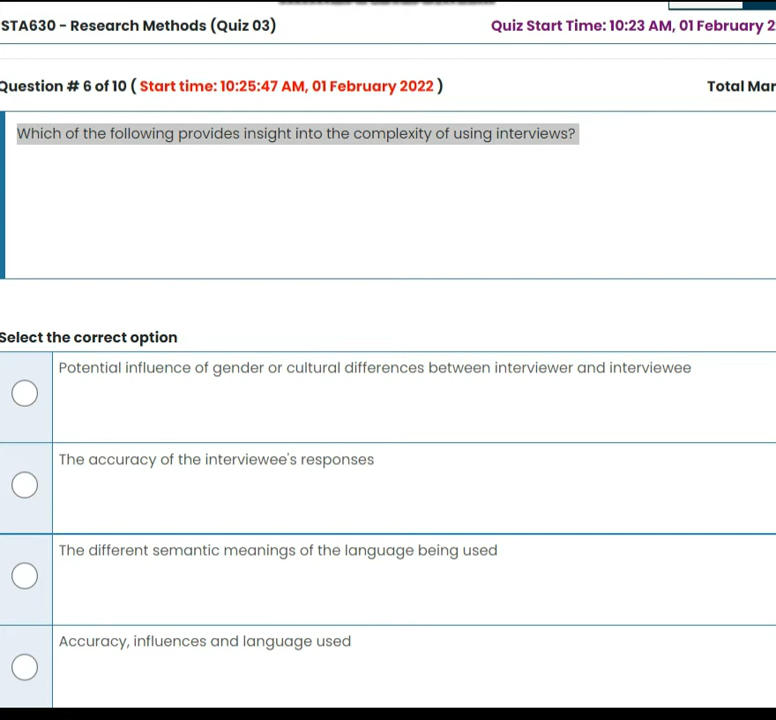 STA630 - Research Methods (Quiz 03) Quiz Start Time: 10:23 AM, 01 February 2
Question # 6 of 10 ( Start time: 10:25:47 AM, 01 February 2022 ) Total Mar
Which of the following provides insight into the complexity of using interviews?
Select the correct option
Potential influence of gender or cultural differences between interviewer and interviewee
The accuracy of the interviewee's responses
The different semantic meanings of the language being used
Accuracy, influences and language used